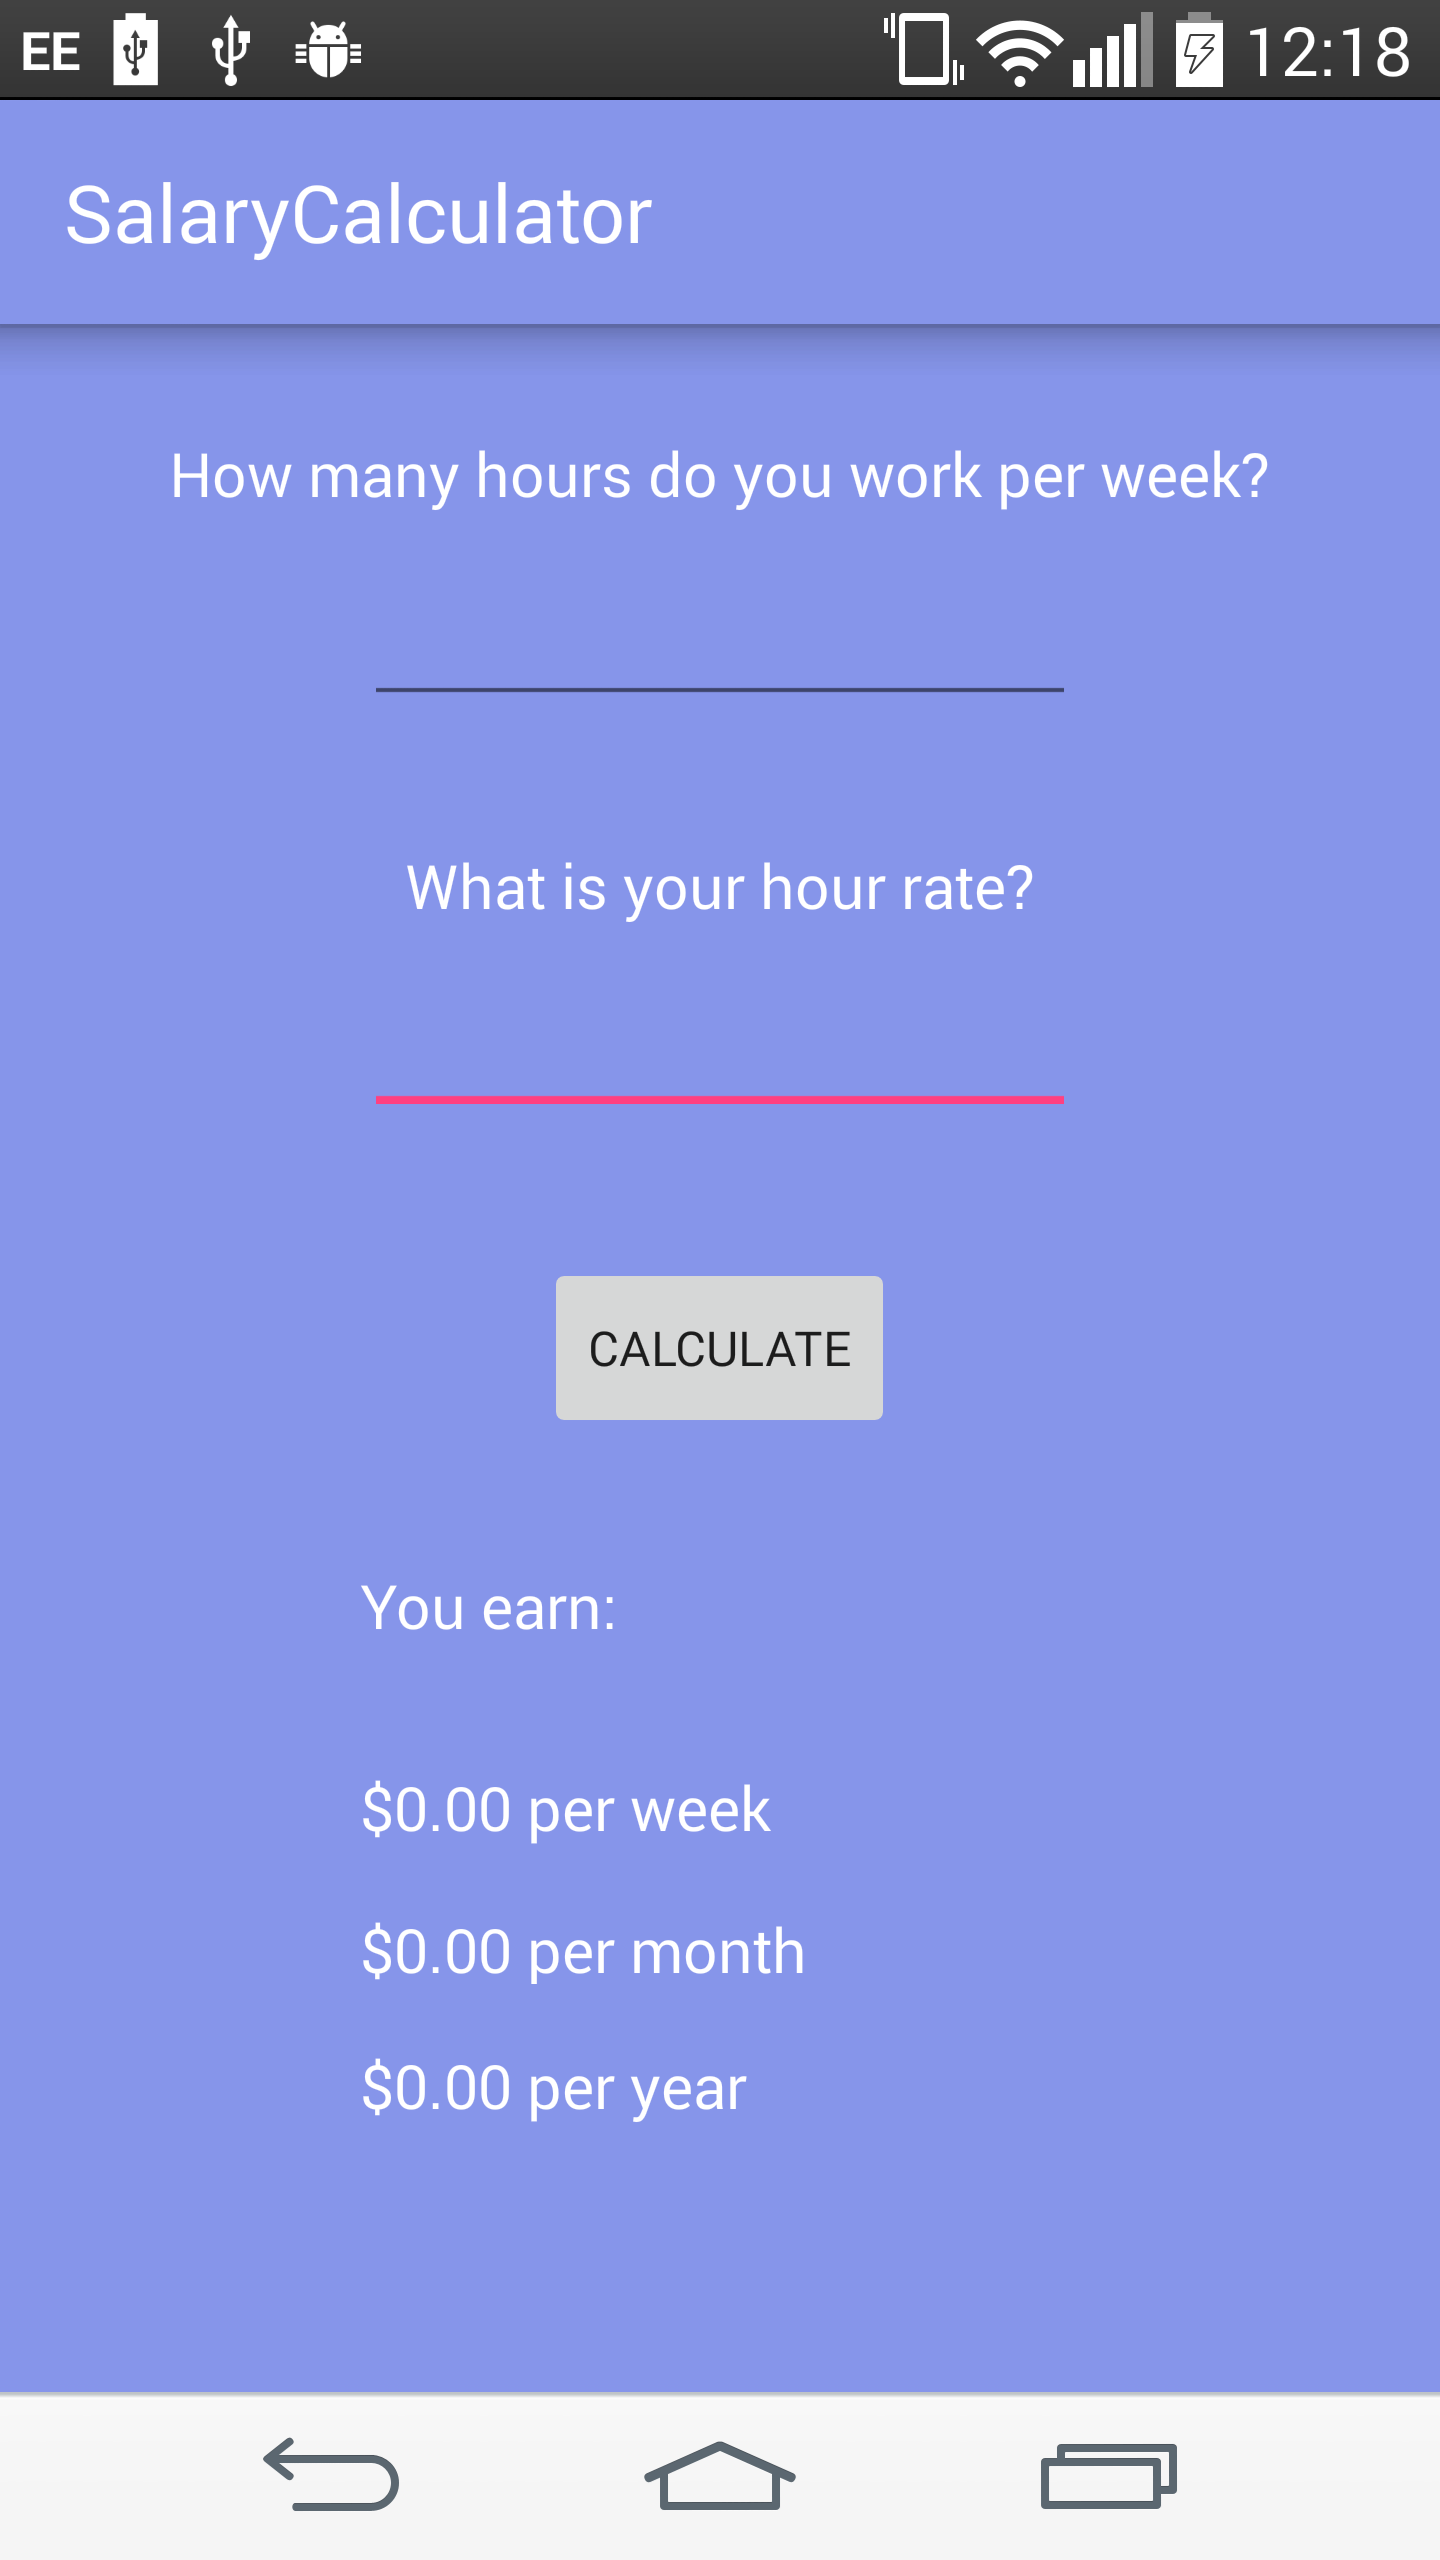 EE 12:18
SalaryCalculator
How many hours do you work per week?
What is your hour rate?
CALCULATE
You earn:
$0.00 per week
$0.00 per month
$0.00 per year